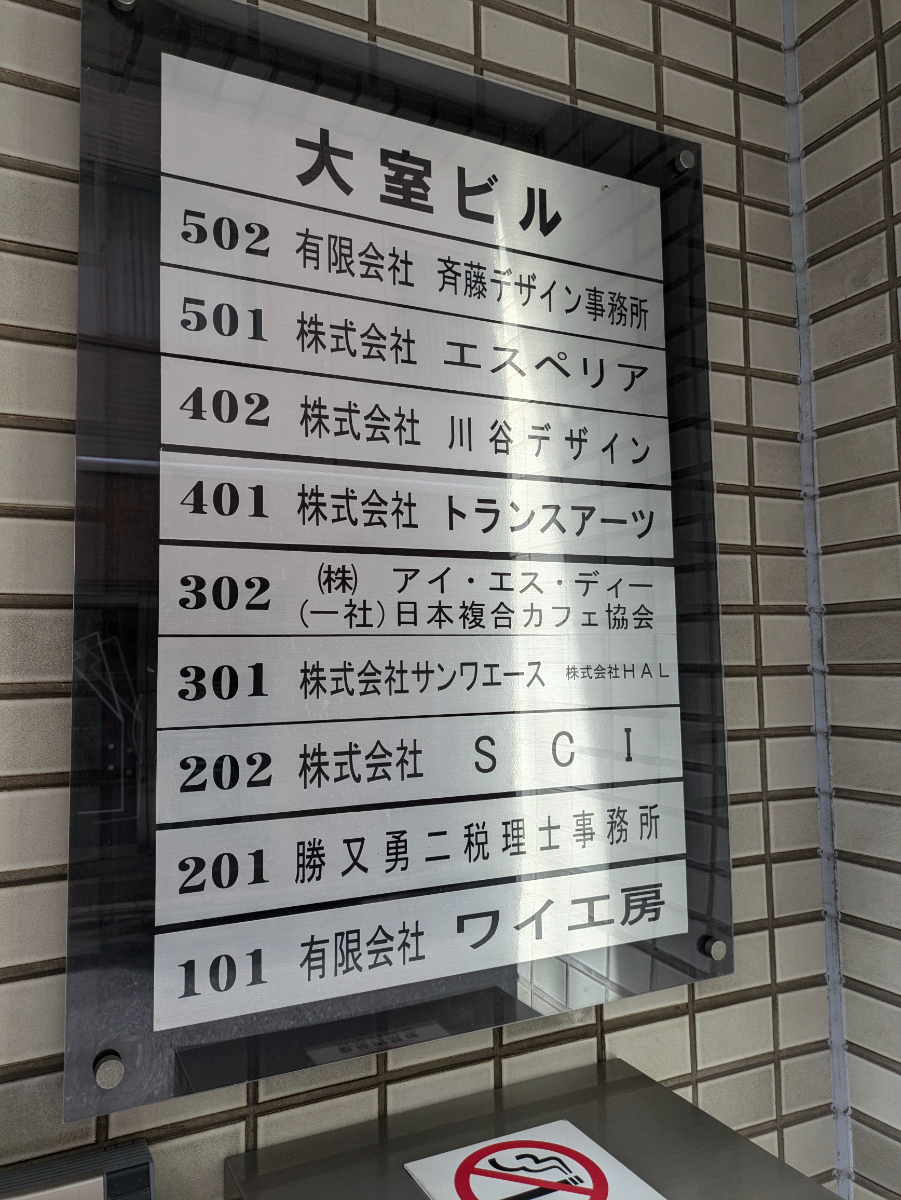 大室ビル
502 有限会社 斉藤デザイン事務所
501 株式会社 エスペリア
402 株式会社 川谷デザイン
401 株式会社 トランスアーツ
302 ㈱ アイ・エス・ディー
(一社)日本複合カフェ協会
301 株式会社サンワエース 株式会社HAL
202 株式会社 SCI
201 勝又勇二税理士事務所
101 有限会社 ワイ工房